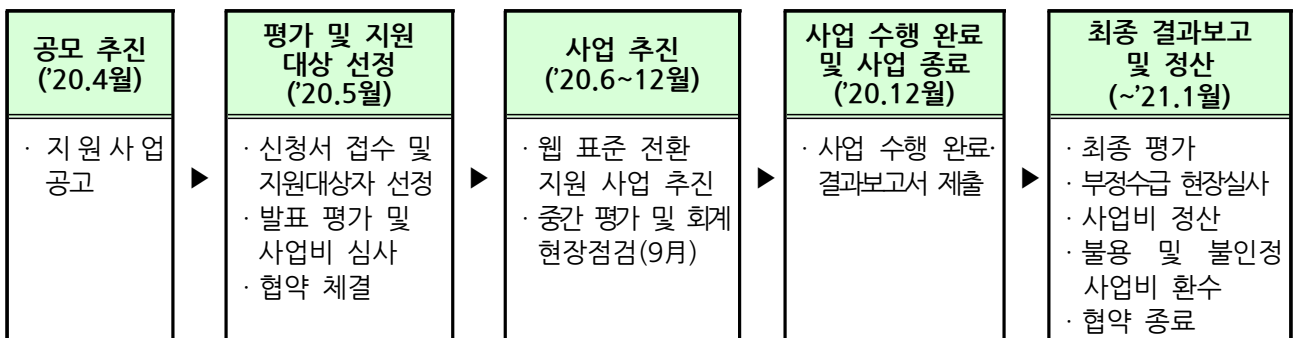 공모 추진
('20.4월)
· 지원사업
공고
▶
평가 및 지원
대상 선정
('20.5월)
· 신청서 접수 및
지원대상자 선정
· 발표 평가 및
사업비 심사
· 협약 체결
▶
사업 추진
('20.6~12월)
· 웹 표준 전환
지원 사업 추진
· 중간 평가 및 회계
현장점검(9月)
▶
사업 수행 완료
및 사업 종료
('20.12월)
· 사업 수행 완료·
결과보고서 제출
▶
최종 결과보고
및 정산
(~'21.1월)
· 최종 평가
· 부정수급 현장실사
· 사업비 정산
· 불용 및 불인정
사업비 환수
· 협약 종료